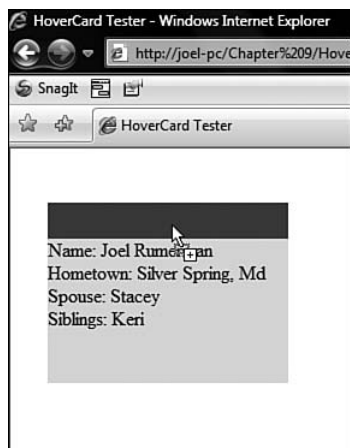 HoverCard Tester - Windows Internet Explorer
http://joel-pc/Chapter%209/Hove
SnagIt
HoverCard Tester
Name: Joel
Hometown: Silver Spring, Md
Spouse: Stacey
Siblings: Keri